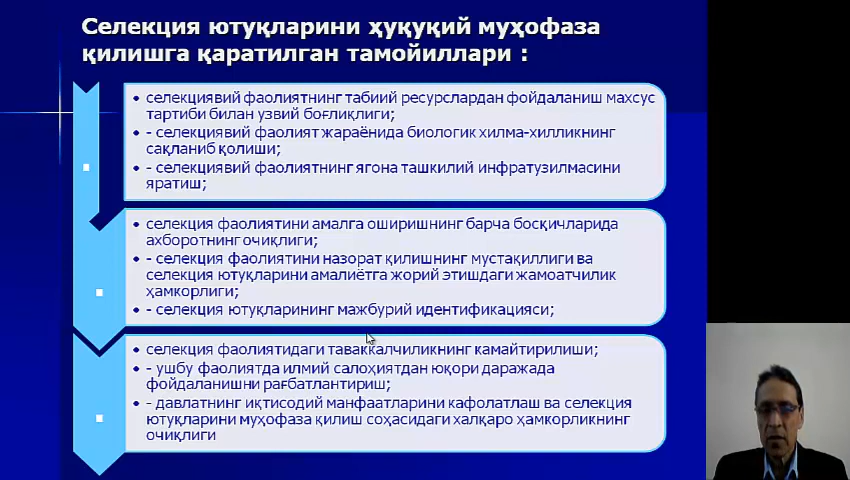 Селекция ютуқларини ҳуқуқий муҳофаза
қилишга қаратилган тамойиллари :
• селекциявий фаолиятнинг табиий ресурслардан фойдаланиш махсус
тартиби билан узвий боғлиқлиги;
• - селекциявий фаолият жараёнида биологик хилма-хилликнинг
сақланиб қолиши;
• - селекциявий фаолиятнинг ягона ташкилий инфратузилмасини
яратиш;
• селекция фаолиятини амалга оширишнинг барча босқичларида
ахборотнинг очиқлиги;
• - селекция фаолиятини назорат қилишнинг мустақиллиги ва
селекция ютуқларини амалиётга жорий этишдаги жамоатчилик
ҳамкорлиги;
• - селекция ютуқларининг мажбурий идентификацияси;
• селекция фаолиятидаги таваккалчиликнинг камайтирилиши;
• - ушбу фаолиятда илмий салоҳиятдан юқори даражада
фойдаланишни рағбатлантириш;
• - давлатнинг иқтисодий манфаатларини кафолатлаш ва селекция
ютуқларини муҳофаза қилиш соҳасидаги халқаро ҳамкорликнинг
очиқлиги